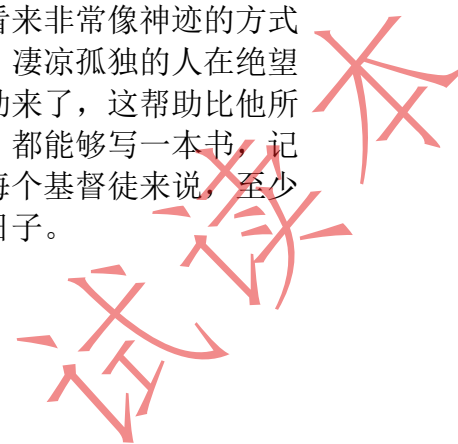 看来非常像神迹的方式
，凄凉孤独的人在绝望
助来了，这帮助比他所
，都能够写一本书，记
每个基督徒来说，至少
日子。
试读本